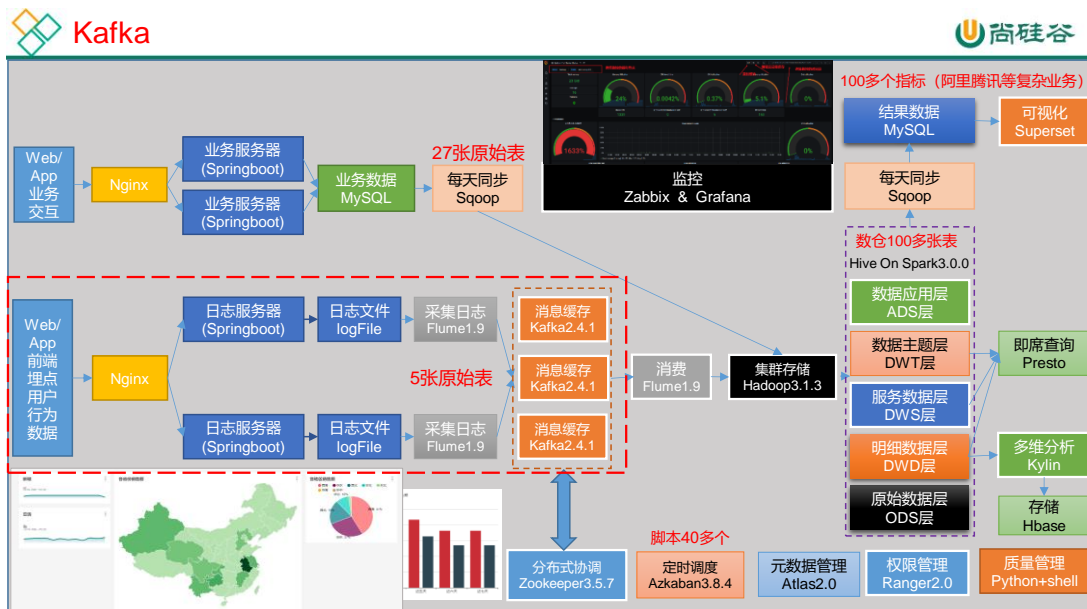 Kafka
尚硅谷
100多个指标（阿里腾讯等复杂业务）
结果数据
MySQL
可视化
Superset
Web/
App
业务
交互
Nginx
业务服务器
(Springboot)
业务服务器
(Springboot)
业务数据
MySQL
27张原始表
每天同步
Sqoop
24%
0.0042%
0.37%
5.1%
0%
1633%
0%
监控
Zabbix & Grafana
每天同步
Sqoop
数仓100多张表
Hive On Spark3.0.0
数据应用层
ADS层
数据主题层
DWT层
服务数据层
DWS层
明细数据层
DWD层
原始数据层
ODS层
即席查询
Presto
多维分析
Kylin
存储
Hbase
Web/
App
前端
埋点
用户
行为
数据
Nginx
日志服务器
(Springboot)
日志文件
logFile
采集日志
Flume1.9
消息缓存
Kafka2.4.1
5张原始表
消息缓存
Kafka2.4.1
消费
Flume1.9
集群存储
Hadoop3.1.3
日志服务器
(Springboot)
日志文件
logFile
采集日志
Flume1.9
消息缓存
Kafka2.4.1
脚本40多个
分布式协调
Zookeeper3.5.7
定时调度
Azkaban3.8.4
元数据管理
Atlas2.0
权限管理
Ranger2.0
质量管理
Python+shell